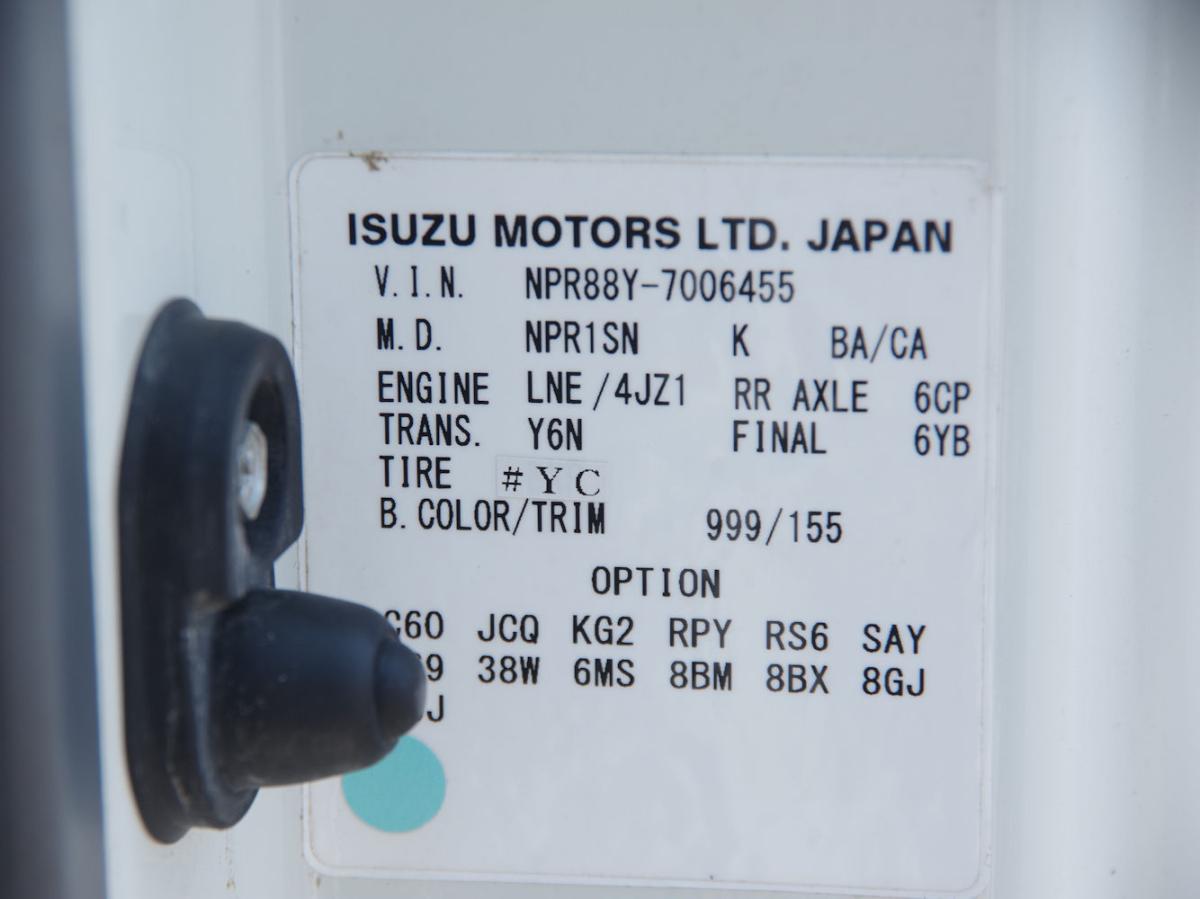 ISUZU MOTORS LTD. JAPAN
V.I.N. NPR88Y-7006455
M.D. NPR1SN K BA/CA
ENGINE LNE/4JZ1 RR AXLE 6CP
TRANS. Y6N FINAL 6YB
TIRE #YC
B.COLOR/TRIM 999/155
OPTION
JCQ KG2 RPY RS6 SAY
38W 6MS 8BM 8BX 8GJ